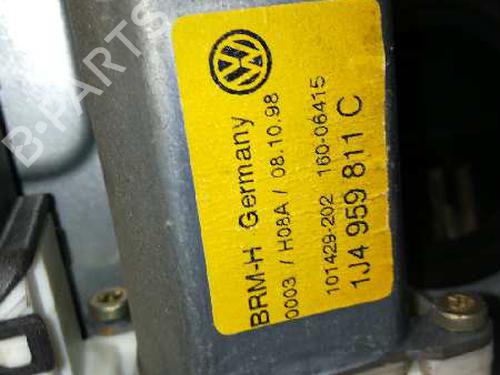 B-PARTS
BRM-H Germany
0003 / H08A / 08.10.98
101429-202 160-06415
1J4 959 811 C